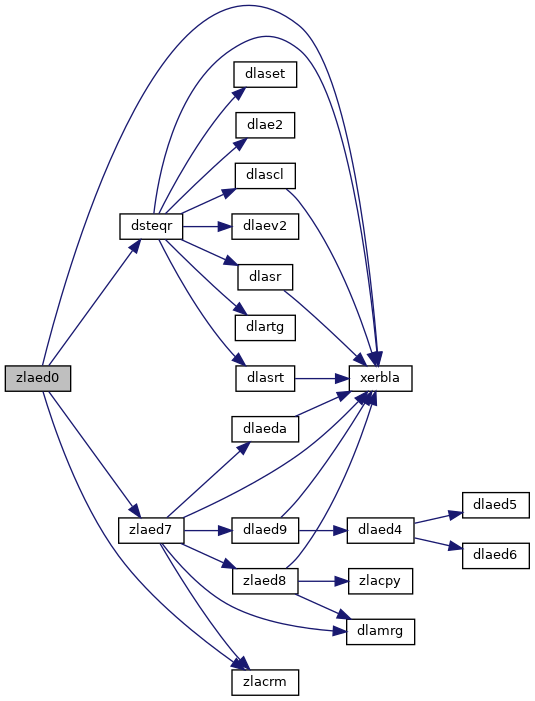 dlaset
dlae2
dlascl
dsteqr
dlaev2
dlasr
dlartg
zlaed0
dlasrt
xerbla
dlaeda
dlaed5
zlaed7
dlaed9
dlaed4
dlaed6
zlaed8
zlacpy
dlamrg
zlacrm